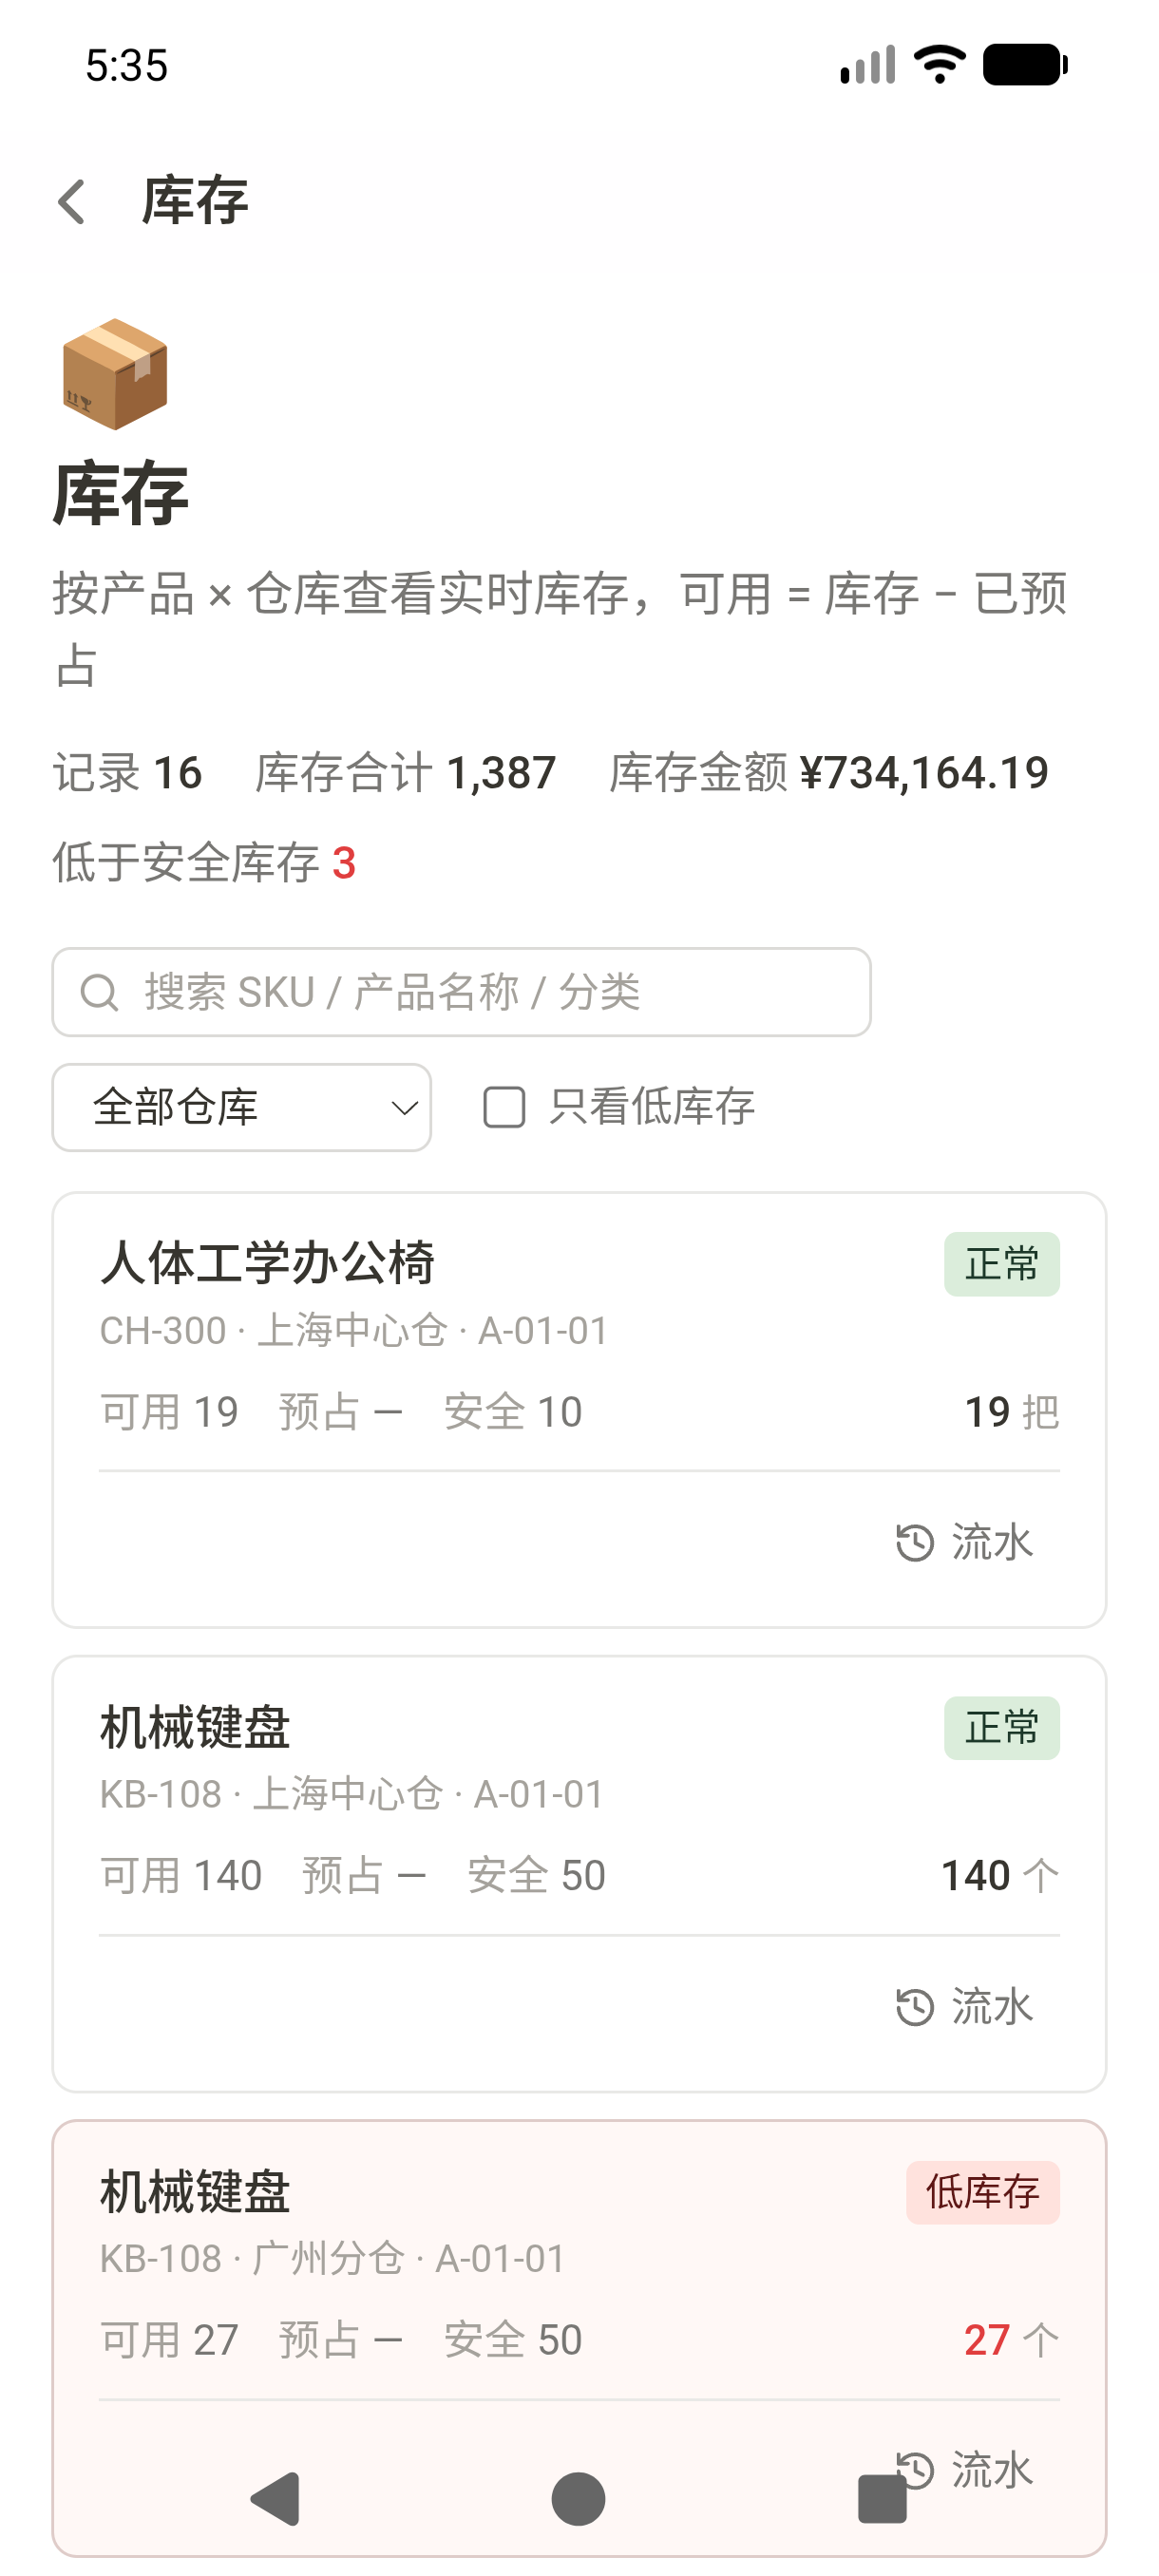 5:35
库存
库存
按产品 × 仓库查看实时库存，可用 = 库存 − 已预
占
记录 16 库存合计 1,387 库存金额 ¥734,164.19
低于安全库存 3
搜索 SKU / 产品名称 / 分类
全部仓库 只看低库存
人体工学办公椅 正常
CH-300 · 上海中心仓 · A-01-01
可用 19 预占 — 安全 10 19 把
流水
机械键盘 正常
KB-108 · 上海中心仓 · A-01-01
可用 140 预占 — 安全 50 140 个
流水
机械键盘 低库存
KB-108 · 广州分仓 · A-01-01
可用 27 预占 — 安全 50 27 个
流水